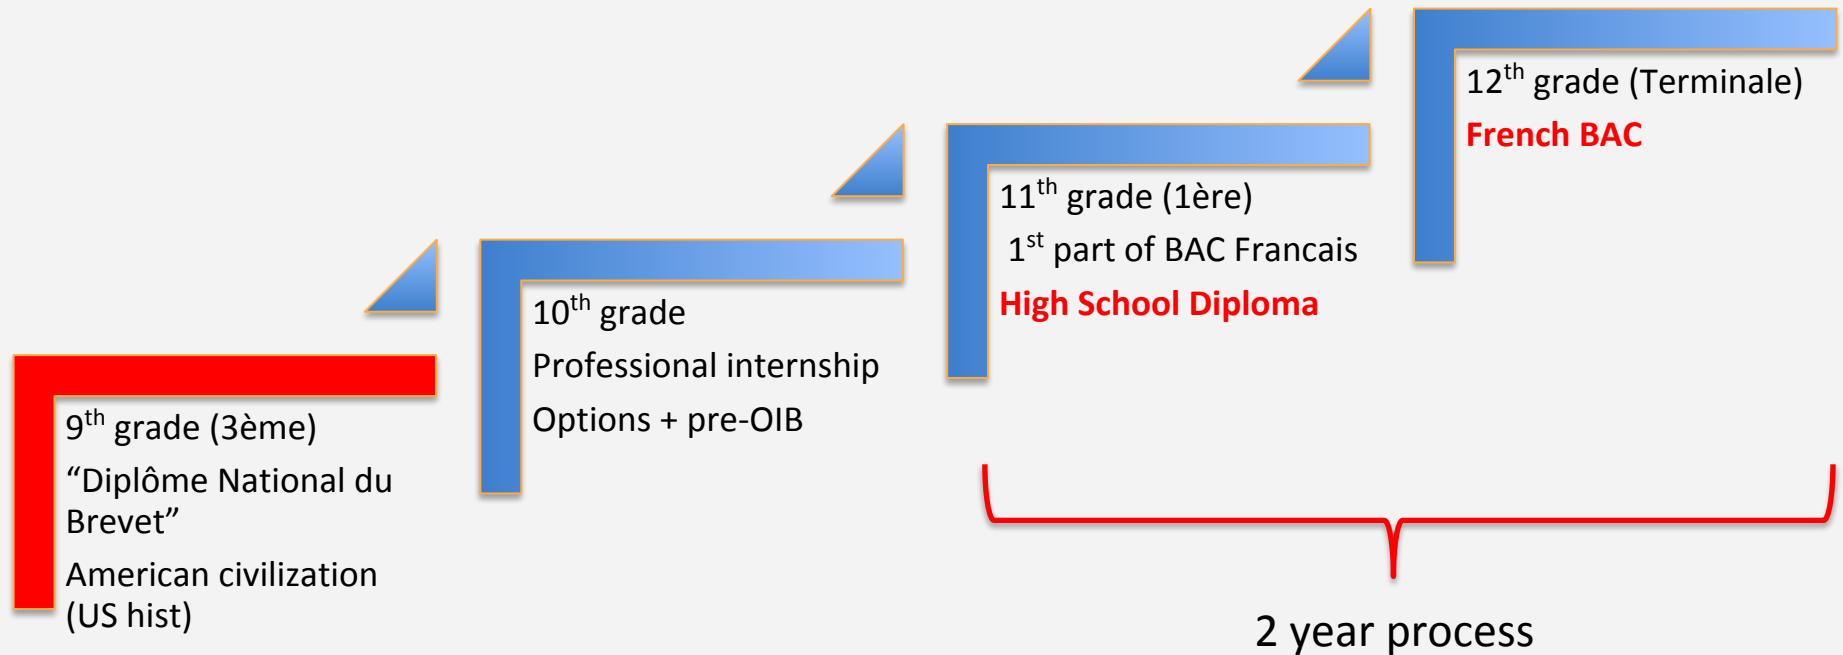 9th grade (3ème)
“Diplôme National du
Brevet”
American civilization
(US hist)
10th grade
Professional internship
Options + pre-OIB
11th grade (1ère)
1st part of BAC Francais
High School Diploma
12th grade (Terminale)
French BAC
2 year process